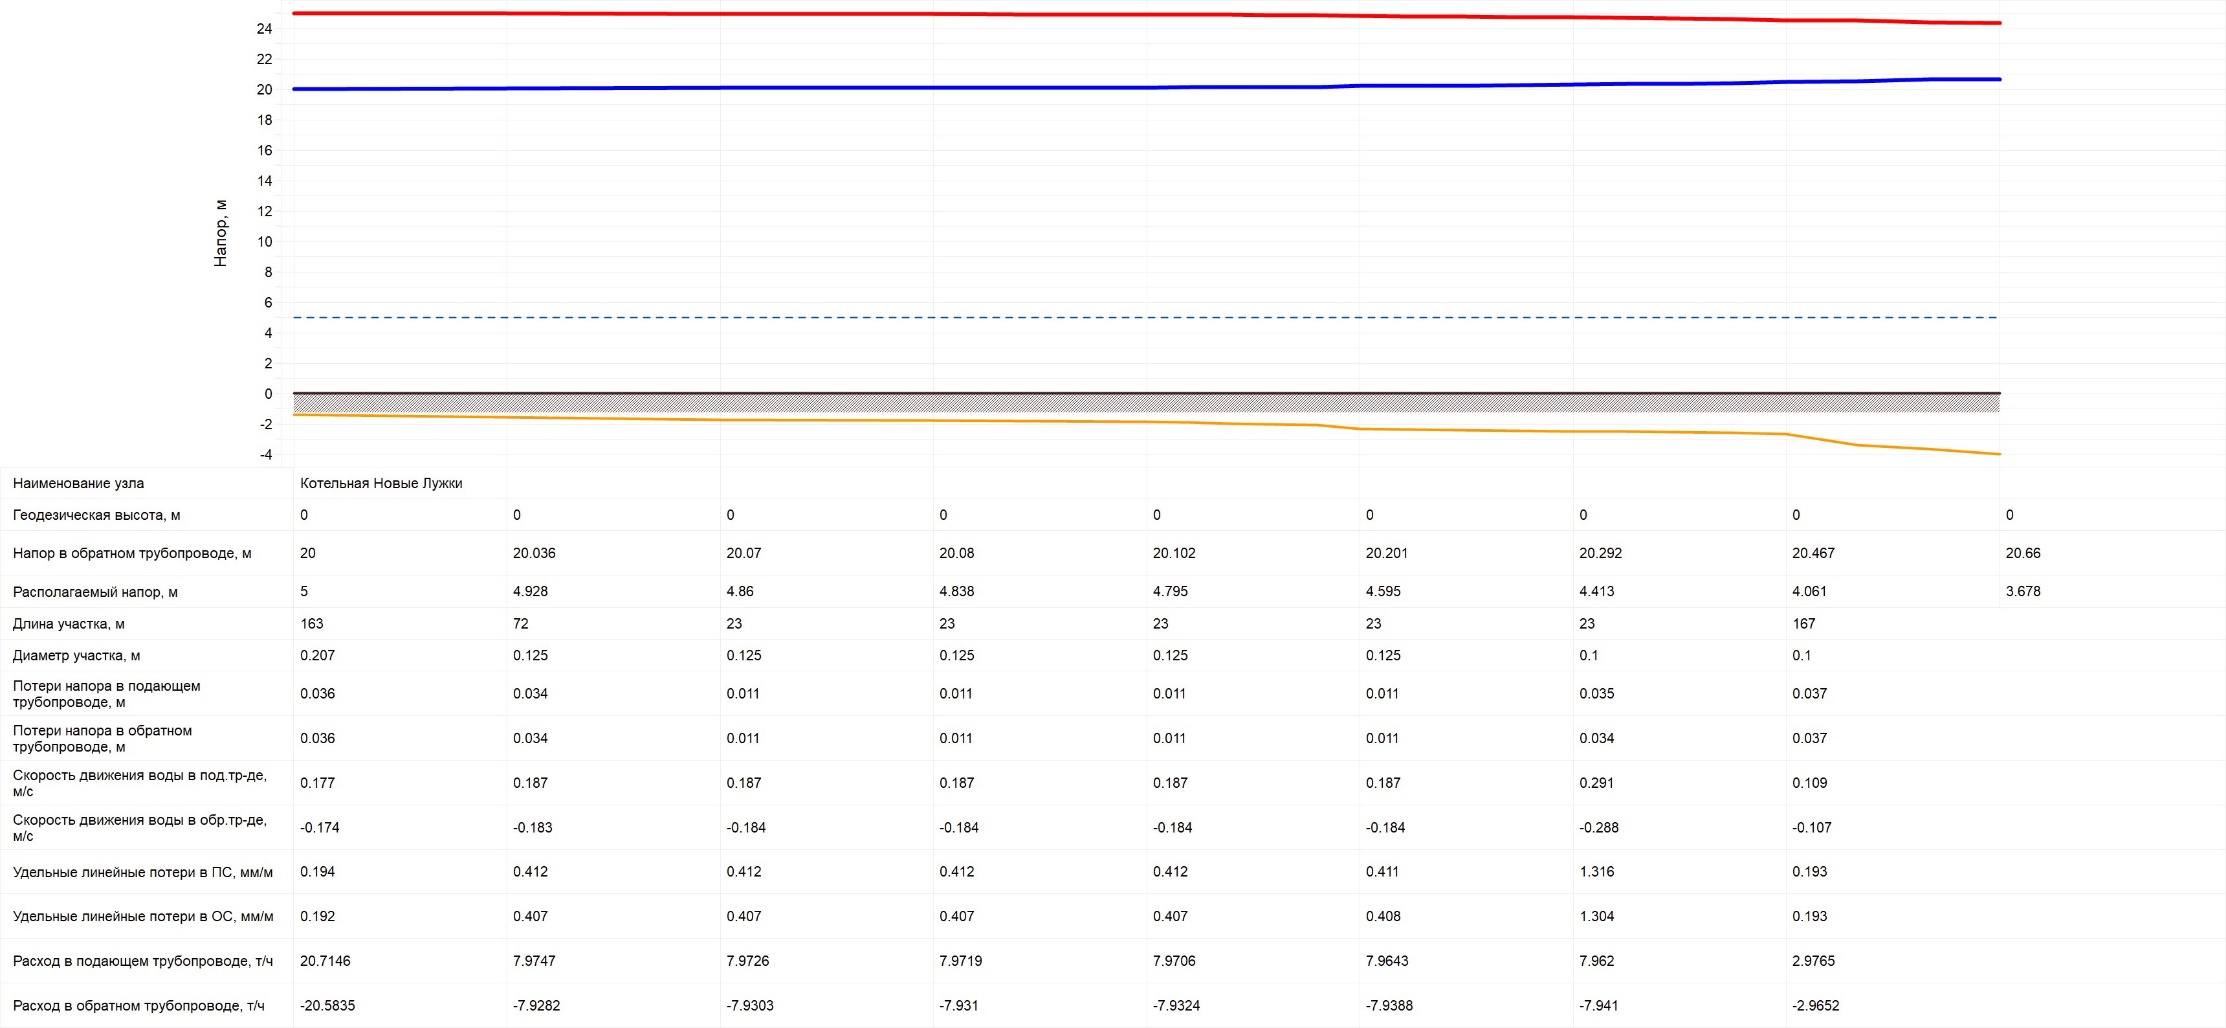 24
22
20
18
16
14
12
10
8
6
4
2
0
-2
-4
Напор, м
Наименование узла Котельная Новые Лужки
Геодезическая высота, м 0 0 0 0 0 0 0 0 0
Напор в обратном трубопроводе, м 20 20.036 20.07 20.08 20.102 20.201 20.292 20.467 20.66
Располагаемый напор, м 5 4.928 4.86 4.838 4.795 4.595 4.413 4.061 3.678
Длина участка, м 163 72 23 23 23 23 23 167
Диаметр участка, м 0.207 0.125 0.125 0.125 0.125 0.125 0.1 0.1
Потери напора в подающем
трубопроводе, м 0.036 0.034 0.011 0.011 0.011 0.011 0.035 0.037
Потери напора в обратном
трубопроводе, м 0.036 0.034 0.011 0.011 0.011 0.011 0.034 0.037
Скорость движения воды в под.тр-де,
м/с 0.177 0.187 0.187 0.187 0.187 0.187 0.291 0.109
Скорость движения воды в обр.тр-де,
м/с -0.174 -0.183 -0.184 -0.184 -0.184 -0.184 -0.288 -0.107
Удельные линейные потери в ПС, мм/м 0.194 0.412 0.412 0.412 0.412 0.411 1.316 0.193
Удельные линейные потери в ОС, мм/м 0.192 0.407 0.407 0.407 0.407 0.408 1.304 0.193
Расход в подающем трубопроводе, т/ч 20.7146 7.9747 7.9726 7.9719 7.9706 7.9643 7.962 2.9765
Расход в обратном трубопроводе, т/ч -20.5835 -7.9282 -7.9303 -7.931 -7.9324 -7.9388 -7.941 -2.9652